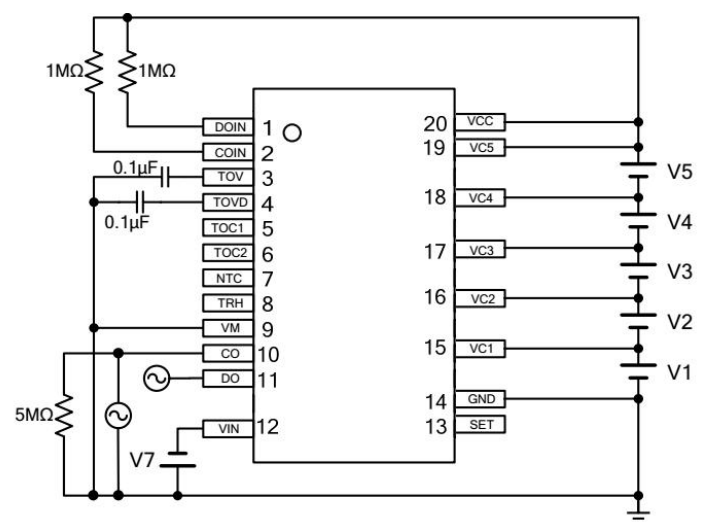 1MΩ
1MΩ
DOIN 1
COIN 2
0.1μF
TOV 3
TOVD 4
0.1μF
TOC1 5
TOC2 6
NTC 7
TRH 8
VM 9
CO 10
DO 11
5MΩ
VIN 12
V7
20 VCC
19 VC5
V5
18 VC4
V4
17 VC3
V3
16 VC2
V2
15 VC1
V1
14 GND
13 SET